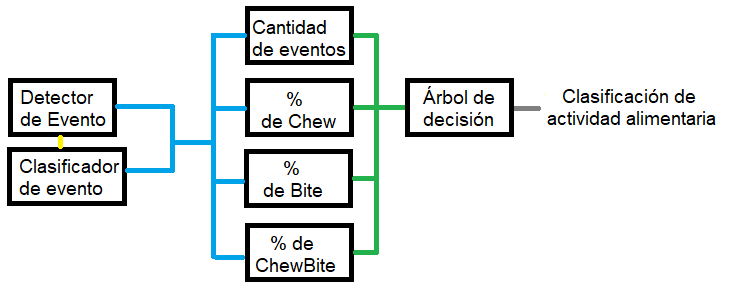 Cantidad
de eventos
Detector
de Evento
%
de Chew
Árbol de
decisión
Clasificación de
actividad alimentaria
Clasificador
de evento
%
de Bite
% de
ChewBite